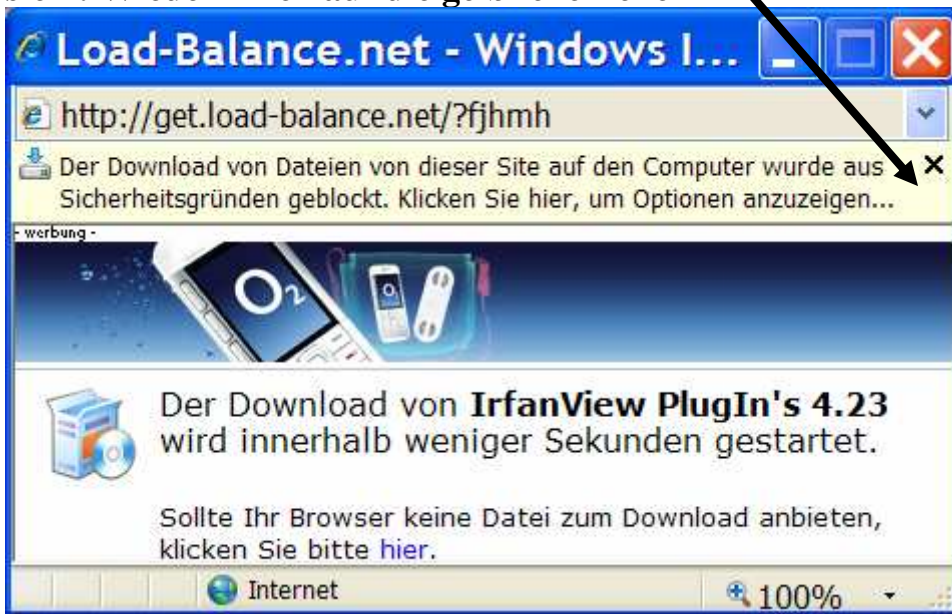 Load-Balance.net - Windows I...
http://get.load-balance.net/?fjhmh
Der Download von Dateien von dieser Site auf den Computer wurde aus
Sicherheitsgründen geblockt. Klicken Sie hier, um Optionen anzuzeigen...
- werbung -
O2
Der Download von IrfanView PlugIn's 4.23
wird innerhalb weniger Sekunden gestartet.
Sollte Ihr Browser keine Datei zum Download anbieten,
klicken Sie bitte hier.
Internet
100%